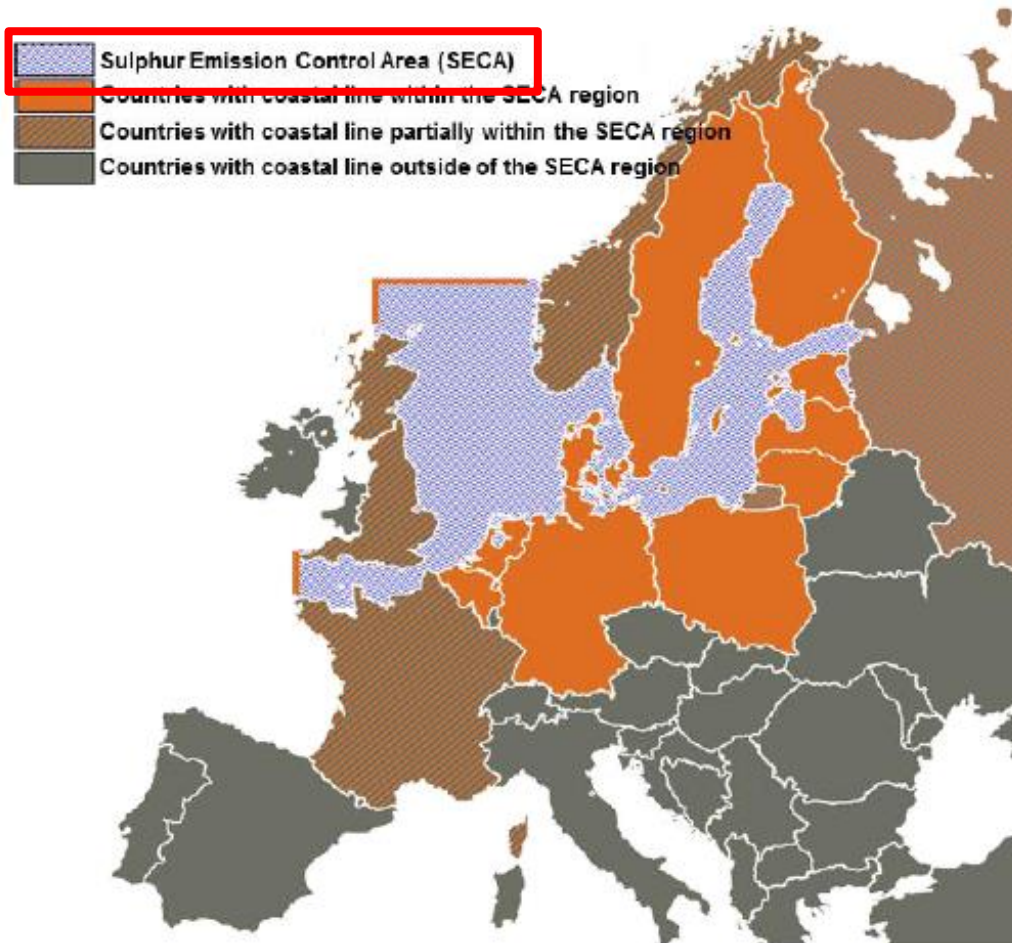 Sulphur Emission Control Area (SECA)
Countries with coastal line within the SECA region
Countries with coastal line partially within the SECA region
Countries with coastal line outside of the SECA region